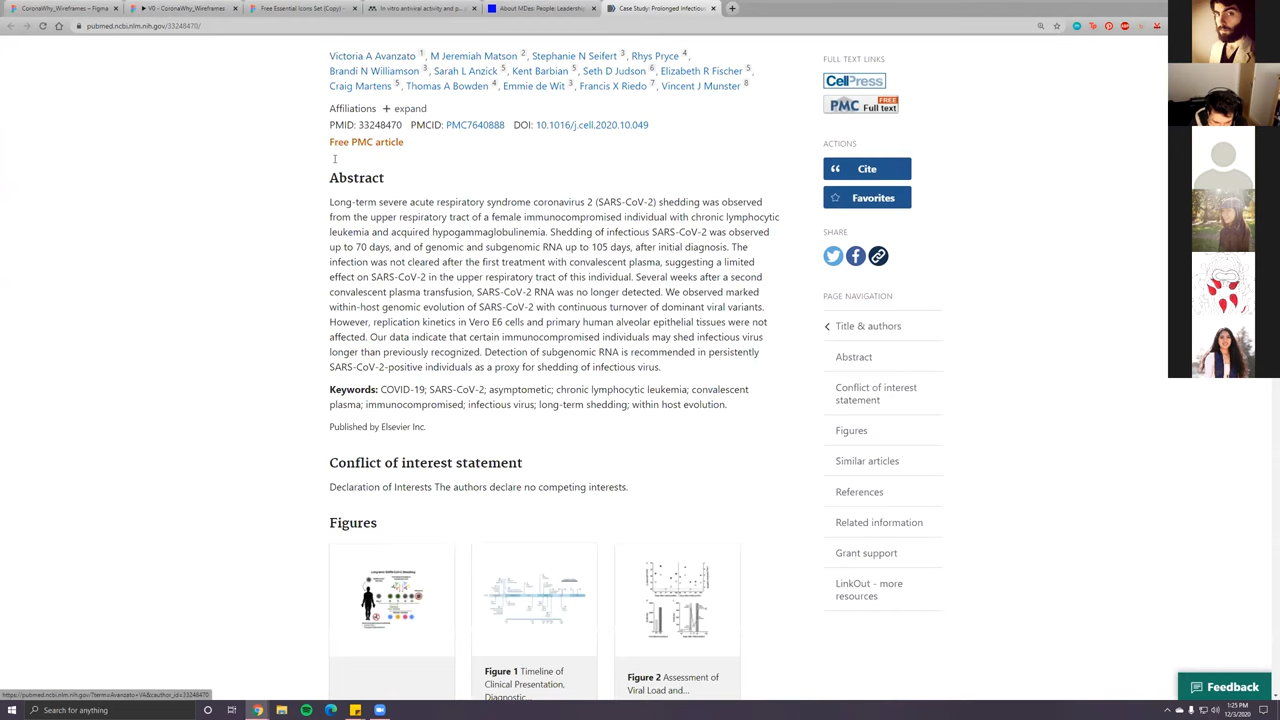 CoronaWhy_Wireframes – Figma
V0 - CoronaWhy_Wireframes
Free Essential Icons Set (Copy) –
In vitro antiviral activity and p...
About MDes: People: Leadership
Case Study: Prolonged Infectious
pubmed.ncbi.nlm.nih.gov/33248470/
Victoria A Avanzato 1, M Jeremiah Matson 2, Stephanie N Seifert 3, Rhys Pryce 4,
Brandi N Williamson 3, Sarah L Anzick 5, Kent Barbian 5, Seth D Judson 6, Elizabeth R Fischer 5,
Craig Martens 5, Thomas A Bowden 4, Emmie de Wit 3, Francis X Riedo 7, Vincent J Munster 8
Affiliations + expand
PMID: 33248470 PMCID: PMC7640888 DOI: 10.1016/j.cell.2020.10.049
Free PMC article
Abstract
Long-term severe acute respiratory syndrome coronavirus 2 (SARS-CoV-2) shedding was observed
from the upper respiratory tract of a female immunocompromised individual with chronic lymphocytic
leukemia and acquired hypogammaglobulinemia. Shedding of infectious SARS-CoV-2 was observed
up to 70 days, and of genomic and subgenomic RNA up to 105 days, after initial diagnosis. The
infection was not cleared after the first treatment with convalescent plasma, suggesting a limited
effect on SARS-CoV-2 in the upper respiratory tract of this individual. Several weeks after a second
convalescent plasma transfusion, SARS-CoV-2 RNA was no longer detected. We observed marked
within-host genomic evolution of SARS-CoV-2 with continuous turnover of dominant viral variants.
However, replication kinetics in Vero E6 cells and primary human alveolar epithelial tissues were not
affected. Our data indicate that certain immunocompromised individuals may shed infectious virus
longer than previously recognized. Detection of subgenomic RNA is recommended in persistently
SARS-CoV-2-positive individuals as a proxy for shedding of infectious virus.
Keywords: COVID-19; SARS-CoV-2; asymptometic; chronic lymphocytic leukemia; convalescent
plasma; immunocompromised; infectious virus; long-term shedding; within host evolution.
Published by Elsevier Inc.
Conflict of interest statement
Declaration of Interests The authors declare no competing interests.
Figures
Figure 1 Timeline of
Clinical Presentation,
Diagnostic...
Figure 2 Assessment of
Viral Load and...
FULL TEXT LINKS
CellPress
PMC FREE Full text
ACTIONS
Cite
Favorites
SHARE
PAGE NAVIGATION
Title & authors
Abstract
Conflict of interest
statement
Figures
Similar articles
References
Related information
Grant support
LinkOut - more
resources
Feedback
https://pubmed.ncbi.nlm.nih.gov/?term=Avanzato+VA&cauthor_id=33248470
Search for anything
1:25 PM
12/3/2020